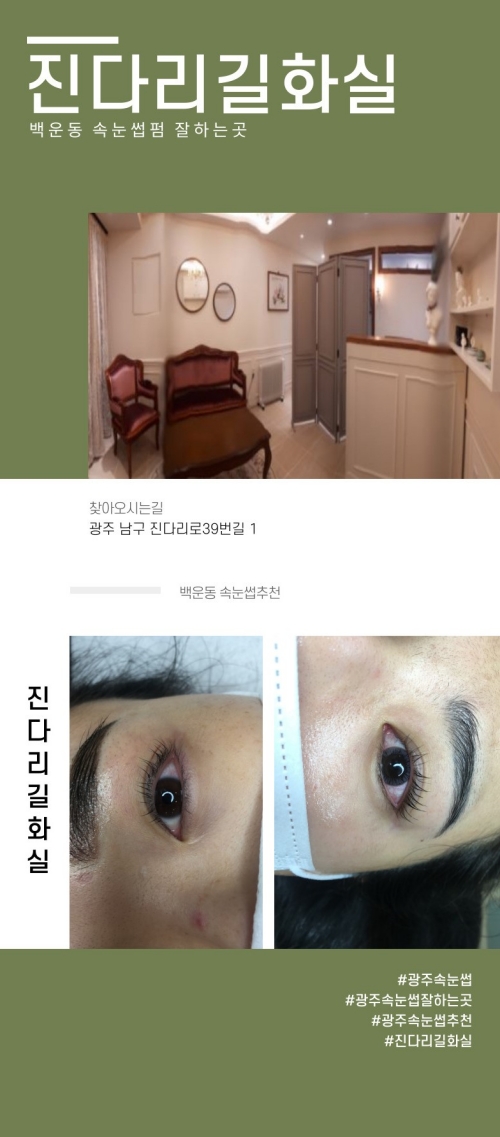 진다리길화실
백운동 속눈썹펌 잘하는곳
찾아오시는길
광주 남구 진다리로39번길 1
백운동 속눈썹추천
진다리길화실
#광주속눈썹
#광주속눈썹잘하는곳
#광주속눈썹추천
#진다리길화실